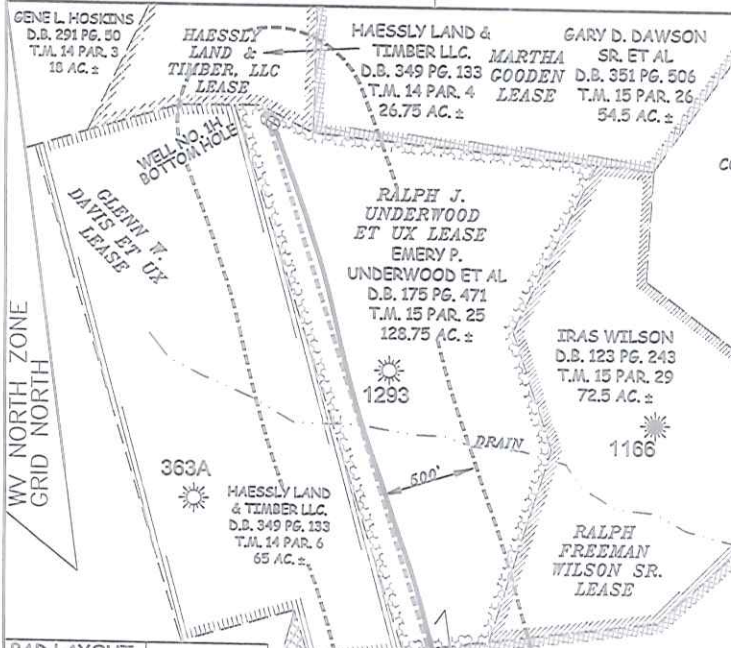 GENE L. HOSKINS
D.B. 291 PG. 50
T.M. 14 PAR. 3
18 AC. ±
HAESSLY
LAND &
TIMBER, LLC
LEASE
HAESSLY LAND &
TIMBER LLC.
D.B. 349 PG. 133
T.M. 14 PAR. 4
26.75 AC. ±
MARTHA
GOODEN
LEASE
GARY D. DAWSON
SR. ET AL
D.B. 351 PG. 506
T.M. 15 PAR. 26
54.5 AC. ±
WELL NO. 1H
BOTTOM HOLE
GLENN W.
DAVIS ET UX
LEASE
RALPH J.
UNDERWOOD
ET UX LEASE
EMERY P.
UNDERWOOD ET AL
D.B. 175 PG. 471
T.M. 15 PAR. 25
128.75 AC. ±
1293
IRAS WILSON
D.B. 123 PG. 243
T.M. 15 PAR. 29
72.5 AC. ±
1166
WV NORTH ZONE
GRID NORTH
DRAIN
363A
500'
HAESSLY LAND
& TIMBER LLC.
D.B. 349 PG. 133
T.M. 14 PAR. 6
65 AC. ±
RALPH
FREEMAN
WILSON SR.
LEASE
PAD LAYOUT